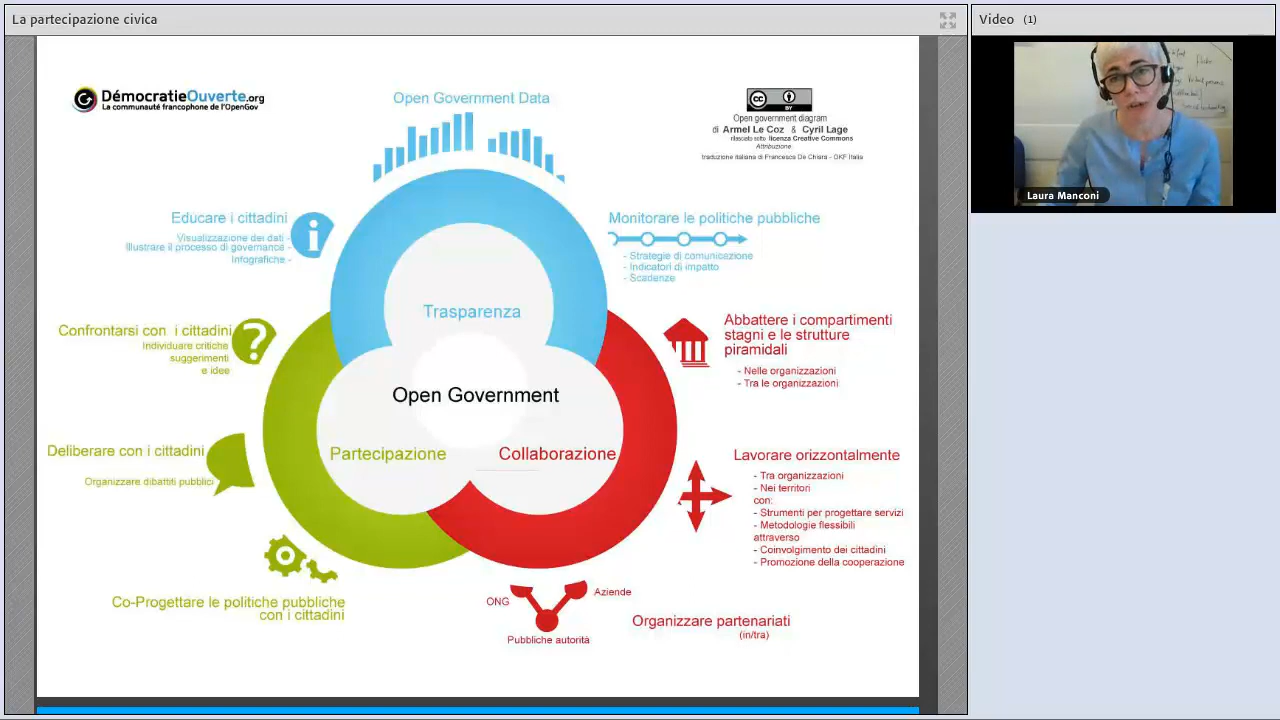 La partecipazione civica
Video (1)
DémocratieOuverte.org
La communauté francophone de l'OpenGov
Open Government Data
CC
BY
Open government diagram
di Armel Le Coz & Cyril Lage
rilasciato sotto licenza Creative Commons
Attribuzione
traduzione italiana di Francesca De Chiara - OKF Italia
Laura Manconi
Educare i cittadini
Visualizzazione dei dati -
Illustrare il processo di governance -
Infografiche -
Monitorare le politiche pubbliche
- Strategie di comunicazione
- Indicatori di impatto
- Scadenze
Trasparenza
Confrontarsi con i cittadini
Individuare critiche
suggerimenti
e idee
Abbattere i compartimenti
stagni e le strutture
piramidali
- Nelle organizzazioni
- Tra le organizzazioni
Open Government
Partecipazione
Collaborazione
Deliberare con i cittadini
Organizzare dibattiti pubblici
Lavorare orizzontalmente
- Tra organizzazioni
- Nei territori
con:
- Strumenti per progettare servizi
- Metodologie flessibili
attraverso
- Coinvolgimento dei cittadini
- Promozione della cooperazione
Co-Progettare le politiche pubbliche
con i cittadini
ONG
Aziende
Pubbliche autorità
Organizzare partenariati
(in/tra)